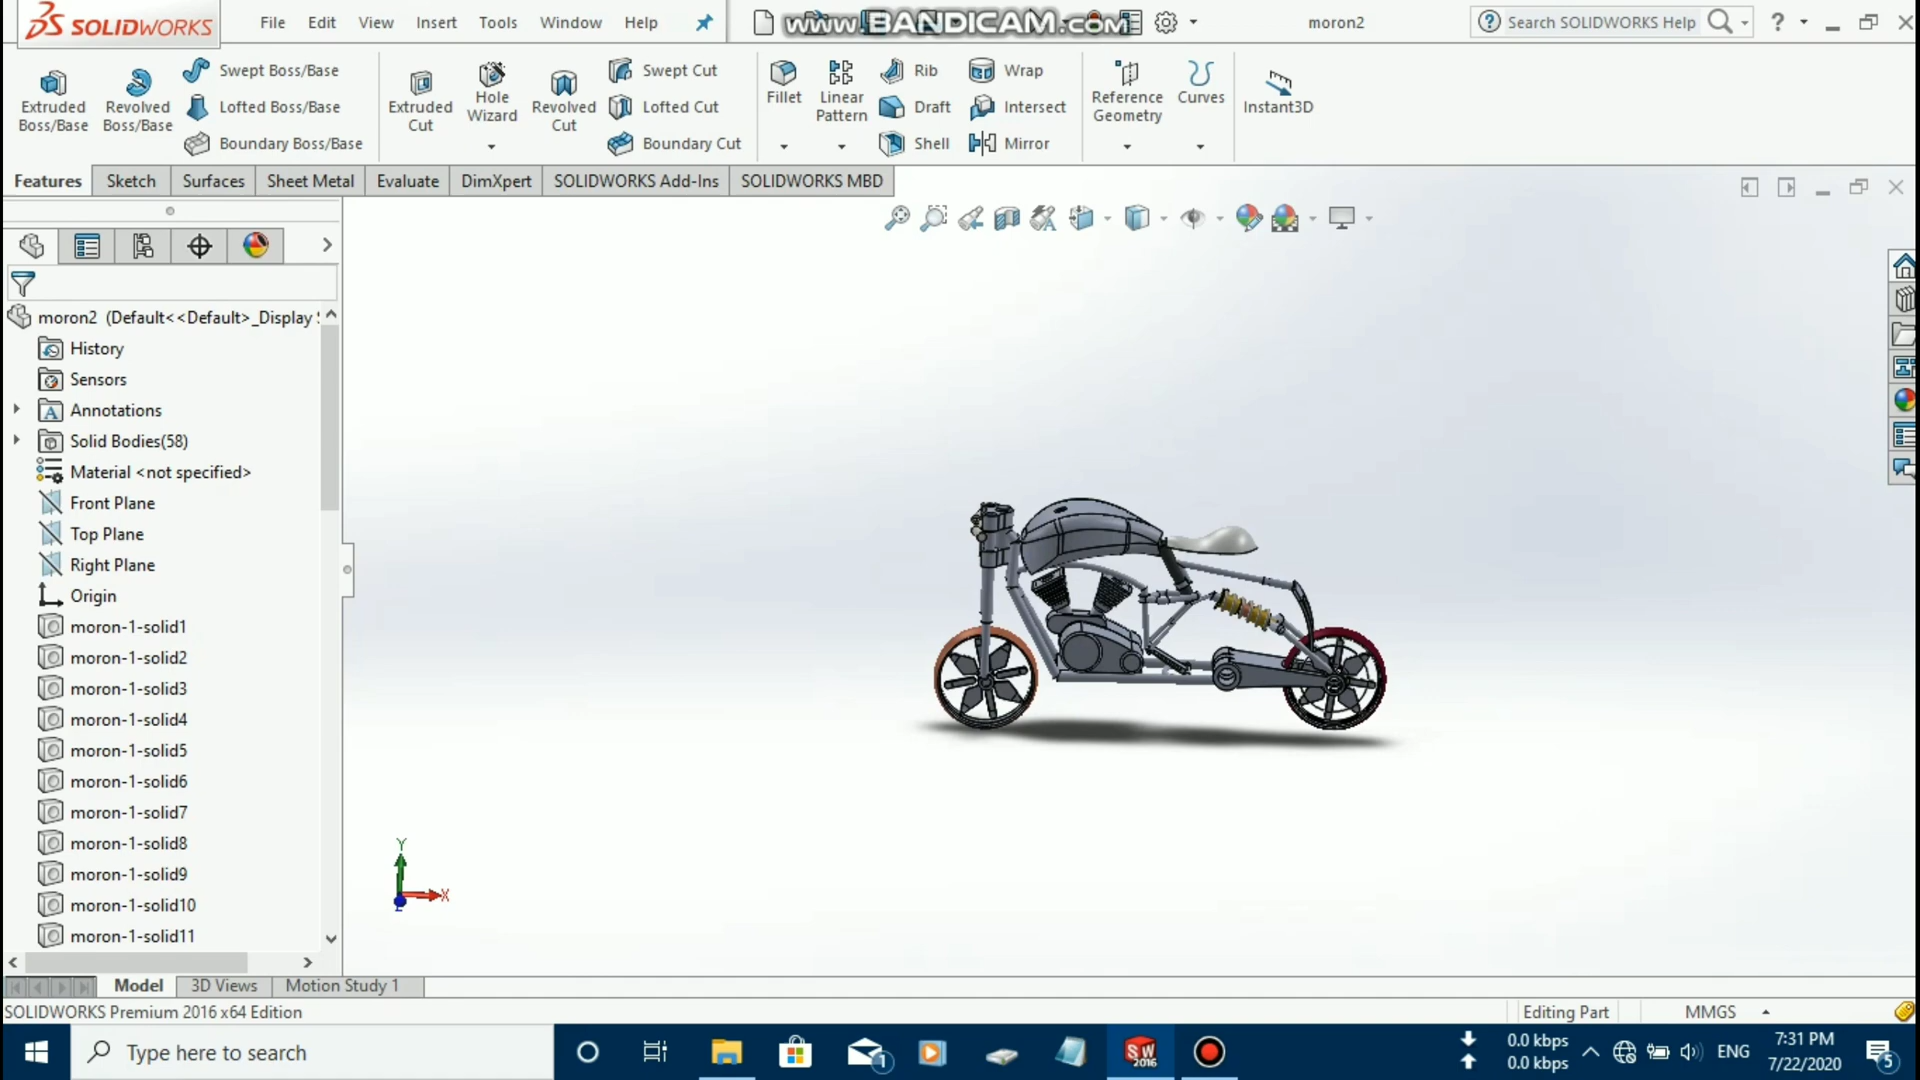 SOLIDWORKS
File Edit View Insert Tools Window Help
www.BANDICAM.com
moron2
Search SOLIDWORKS Help
Extruded Boss/Base
Revolved Boss/Base
Swept Boss/Base
Lofted Boss/Base
Boundary Boss/Base
Extruded Cut
Hole Wizard
Revolved Cut
Swept Cut
Lofted Cut
Boundary Cut
Fillet
Linear Pattern
Rib
Draft
Shell
Wrap
Intersect
Mirror
Reference Geometry
Curves
Instant3D
Features Sketch Surfaces Sheet Metal Evaluate DimXpert SOLIDWORKS Add-Ins SOLIDWORKS MBD
moron2 (Default<<Default>_Display
History
Sensors
Annotations
Solid Bodies(58)
Material <not specified>
Front Plane
Top Plane
Right Plane
Origin
moron-1-solid1
moron-1-solid2
moron-1-solid3
moron-1-solid4
moron-1-solid5
moron-1-solid6
moron-1-solid7
moron-1-solid8
moron-1-solid9
moron-1-solid10
moron-1-solid11
Y
X
Z
Model 3D Views Motion Study 1
SOLIDWORKS Premium 2016 x64 Edition
Editing Part
MMGS
Type here to search
1
SW
2016
0.0 kbps
0.0 kbps
ENG
7:31 PM
7/22/2020
5